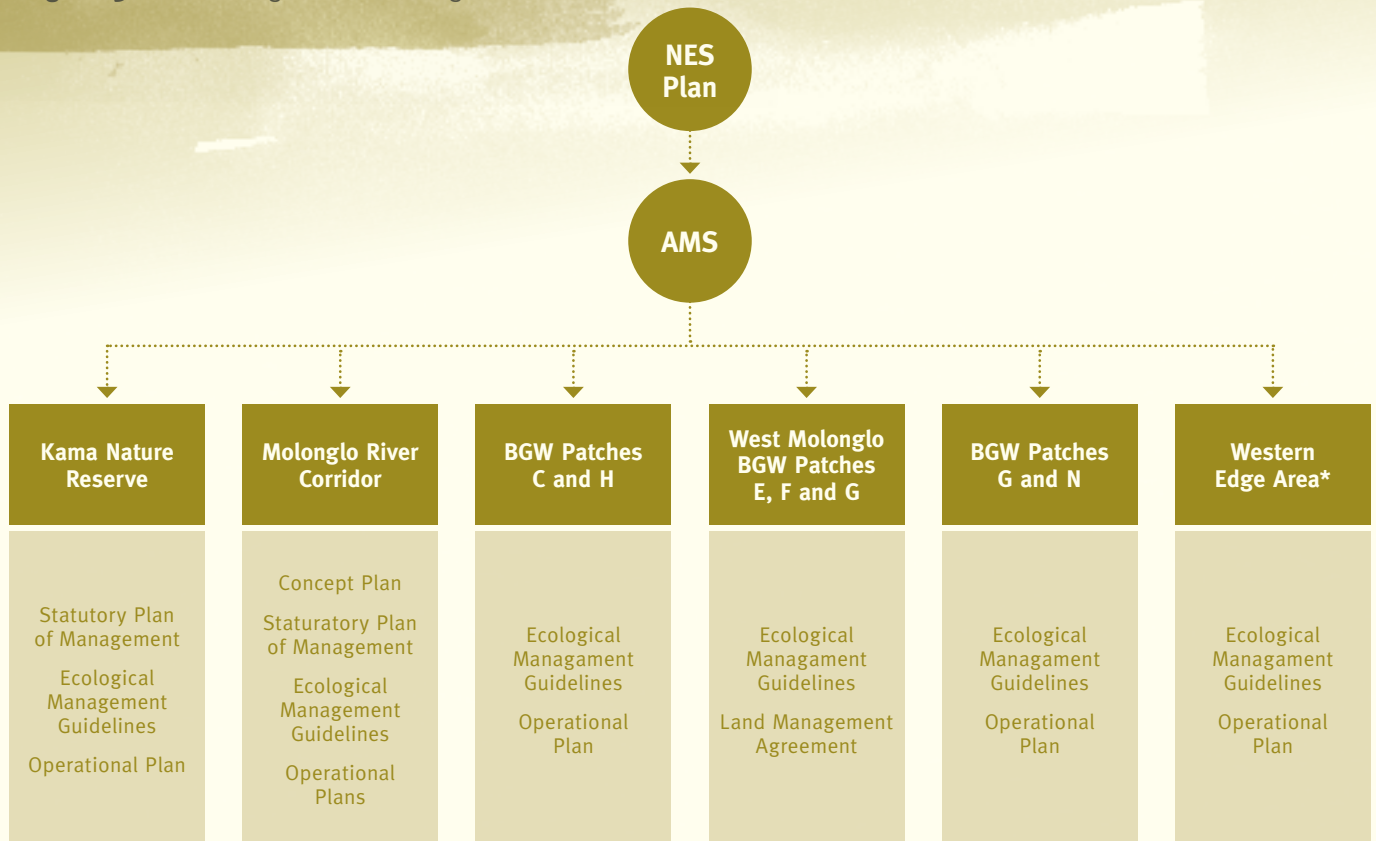 NES
Plan
AMS
Kama Nature
Reserve
Molonglo River
Corridor
BGW Patches
C and H
West Molonglo
BGW Patches
E, F and G
BGW Patches
G and N
Western
Edge Area*
Statutory Plan
of Management
Ecological
Management
Guidelines
Operational Plan
Concept Plan
Staturatory Plan
of Management
Ecological
Management
Guidelines
Operational
Plans
Ecological
Managament
Guidelines
Operational
Plan
Ecological
Managament
Guidelines
Land Management
Agreement
Ecological
Managament
Guidelines
Operational
Plan
Ecological
Managament
Guidelines
Operational
Plan